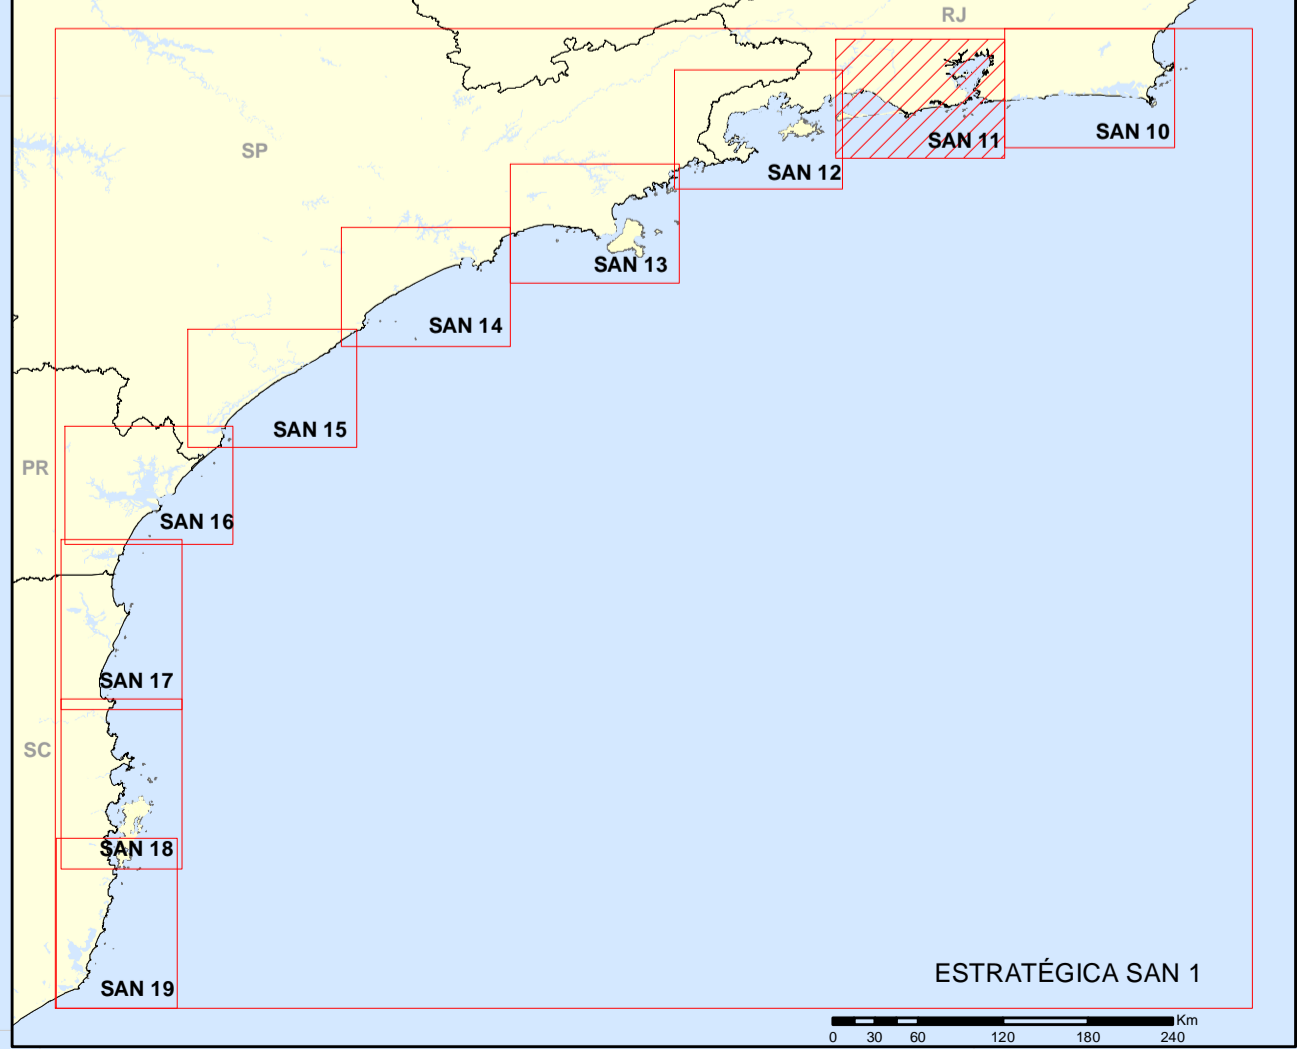 RJ
SAN 10
SAN 11
SP
SAN 12
SAN 13
SAN 14
SAN 15
PR
SAN 16
SAN 17
SC
SAN 18
ESTRATÉGICA SAN 1
SAN 19
Km
0 30 60 120 180 240